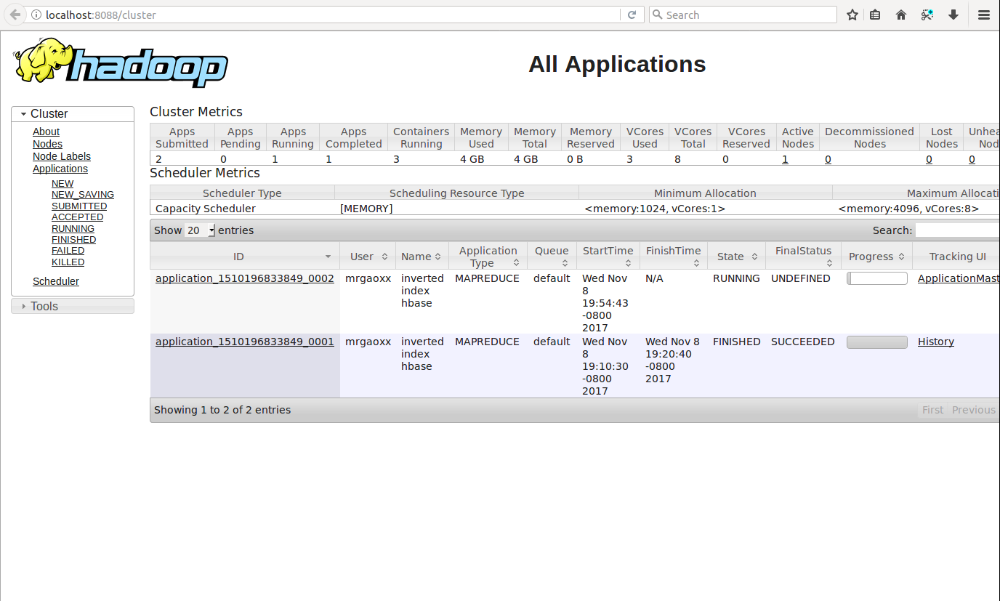 localhost:8088/cluster
Search
hadoop
All Applications
Cluster
About
Nodes
Node Labels
Applications
NEW
NEW_SAVING
SUBMITTED
ACCEPTED
RUNNING
FINISHED
FAILED
KILLED
Scheduler
Tools
Cluster Metrics
Apps Submitted Apps Pending Apps Running Apps Completed Containers Running Memory Used Memory Total Memory Reserved VCores Used VCores Total VCores Reserved Active Nodes Decommissioned Nodes Lost Nodes
2 0 1 1 3 4 GB 4 GB 0 B 3 8 0 1 0 0 0
Scheduler Metrics
Scheduler Type Scheduling Resource Type Minimum Allocation Maximum Allocati
Capacity Scheduler [MEMORY] <memory:1024, vCores:1> <memory:4096, vCores:8>
Show 20 entries Search:
ID User Name Application Type Queue StartTime FinishTime State FinalStatus Progress Tracking UI
application_1510196833849_0002 mrgaoxx inverted index hbase MAPREDUCE default Wed Nov 8 19:54:43 -0800 2017 N/A RUNNING UNDEFINED ApplicationMast
application_1510196833849_0001 mrgaoxx inverted index hbase MAPREDUCE default Wed Nov 8 19:10:30 -0800 2017 Wed Nov 8 19:20:40 -0800 2017 FINISHED SUCCEEDED History
Showing 1 to 2 of 2 entries First Previous